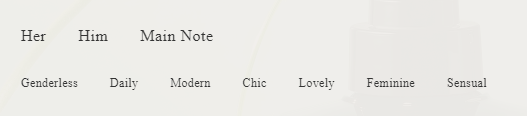 Her Him Main Note
Genderless Daily Modern Chic Lovely Feminine Sensual